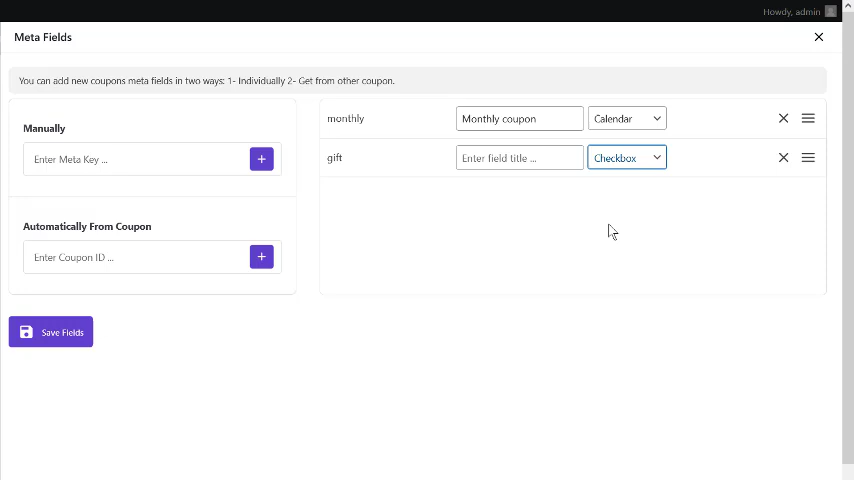 Howdy, admin
Meta Fields
You can add new coupons meta fields in two ways: 1- Individually 2- Get from other coupon.
Manually
Enter Meta Key ...
Automatically From Coupon
Enter Coupon ID ...
monthly
Monthly coupon
Calendar
gift
Enter field title ...
Checkbox
Save Fields